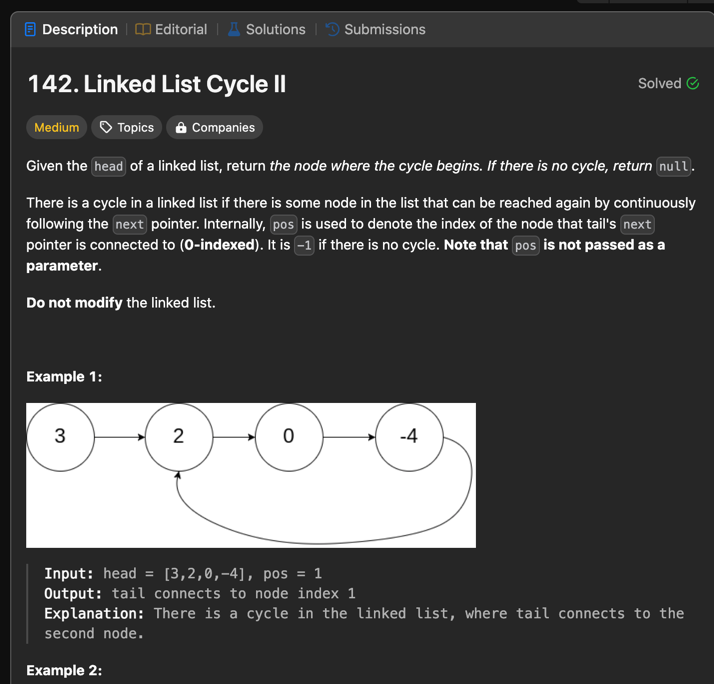 Description Editorial Solutions Submissions
142. Linked List Cycle II
Solved
Medium Topics Companies
Given the head of a linked list, return the node where the cycle begins. If there is no cycle, return null.
There is a cycle in a linked list if there is some node in the list that can be reached again by continuously
following the next pointer. Internally, pos is used to denote the index of the node that tail's next
pointer is connected to (0-indexed). It is -1 if there is no cycle. Note that pos is not passed as a
parameter.
Do not modify the linked list.
Example 1:
3 2 0 -4
Input: head = [3,2,0,-4], pos = 1
Output: tail connects to node index 1
Explanation: There is a cycle in the linked list, where tail connects to the
second node.
Example 2: